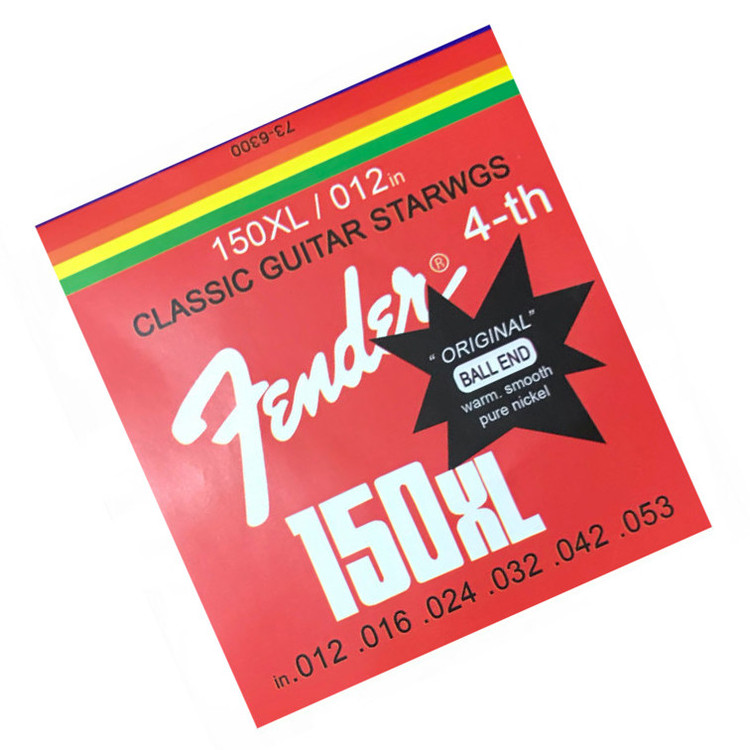 73-6300
150XL / 012in
CLASSIC GUITAR STARWGS
4-th
Fender®
" ORIGINAL"
BALL END
warm. smooth
pure nickel
150XL
in.012 .016 .024 .032 .042 .053